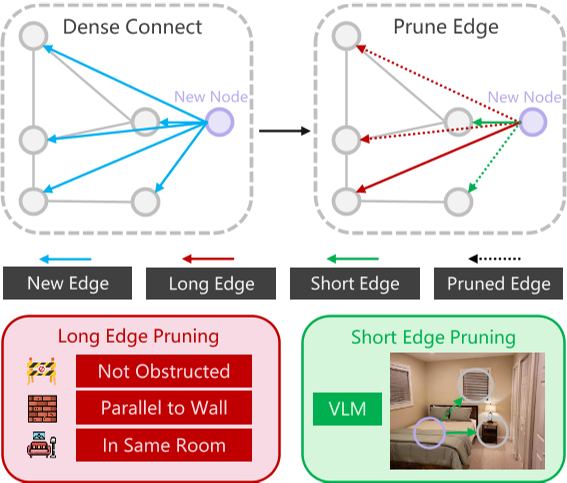 Dense Connect
Prune Edge
New Node
New Node
New Edge
Long Edge
Short Edge
Pruned Edge
Long Edge Pruning
Not Obstructed
Parallel to Wall
In Same Room
Short Edge Pruning
VLM